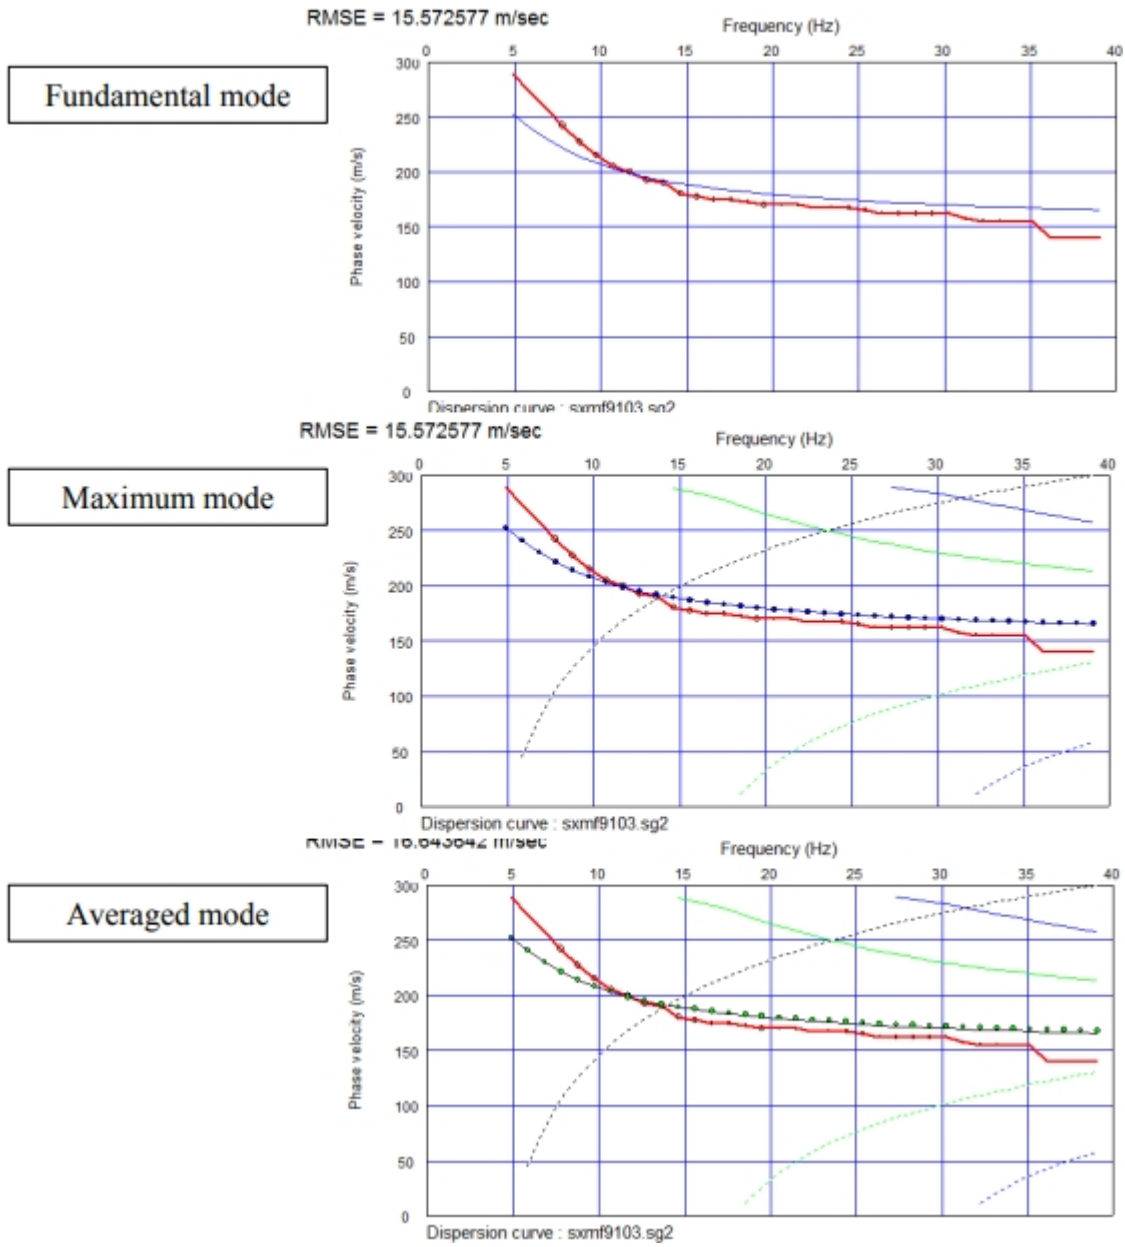 RMSE = 15.572577 m/sec
Frequency (Hz)
0 5 10 15 20 25 30 35 40
Fundamental mode
300
250
200
150
100
50
0
Phase velocity (m/s)
Dispersion curve : sxmf9103.sg2
RMSE = 15.572577 m/sec
Frequency (Hz)
0 5 10 15 20 25 30 35 40
Maximum mode
300
250
200
150
100
50
0
Phase velocity (m/s)
Dispersion curve : sxmf9103.sg2
RMSE = 16.643642 m/sec
Frequency (Hz)
0 5 10 15 20 25 30 35 40
Averaged mode
300
250
200
150
100
50
0
Phase velocity (m/s)
Dispersion curve : sxmf9103.sg2